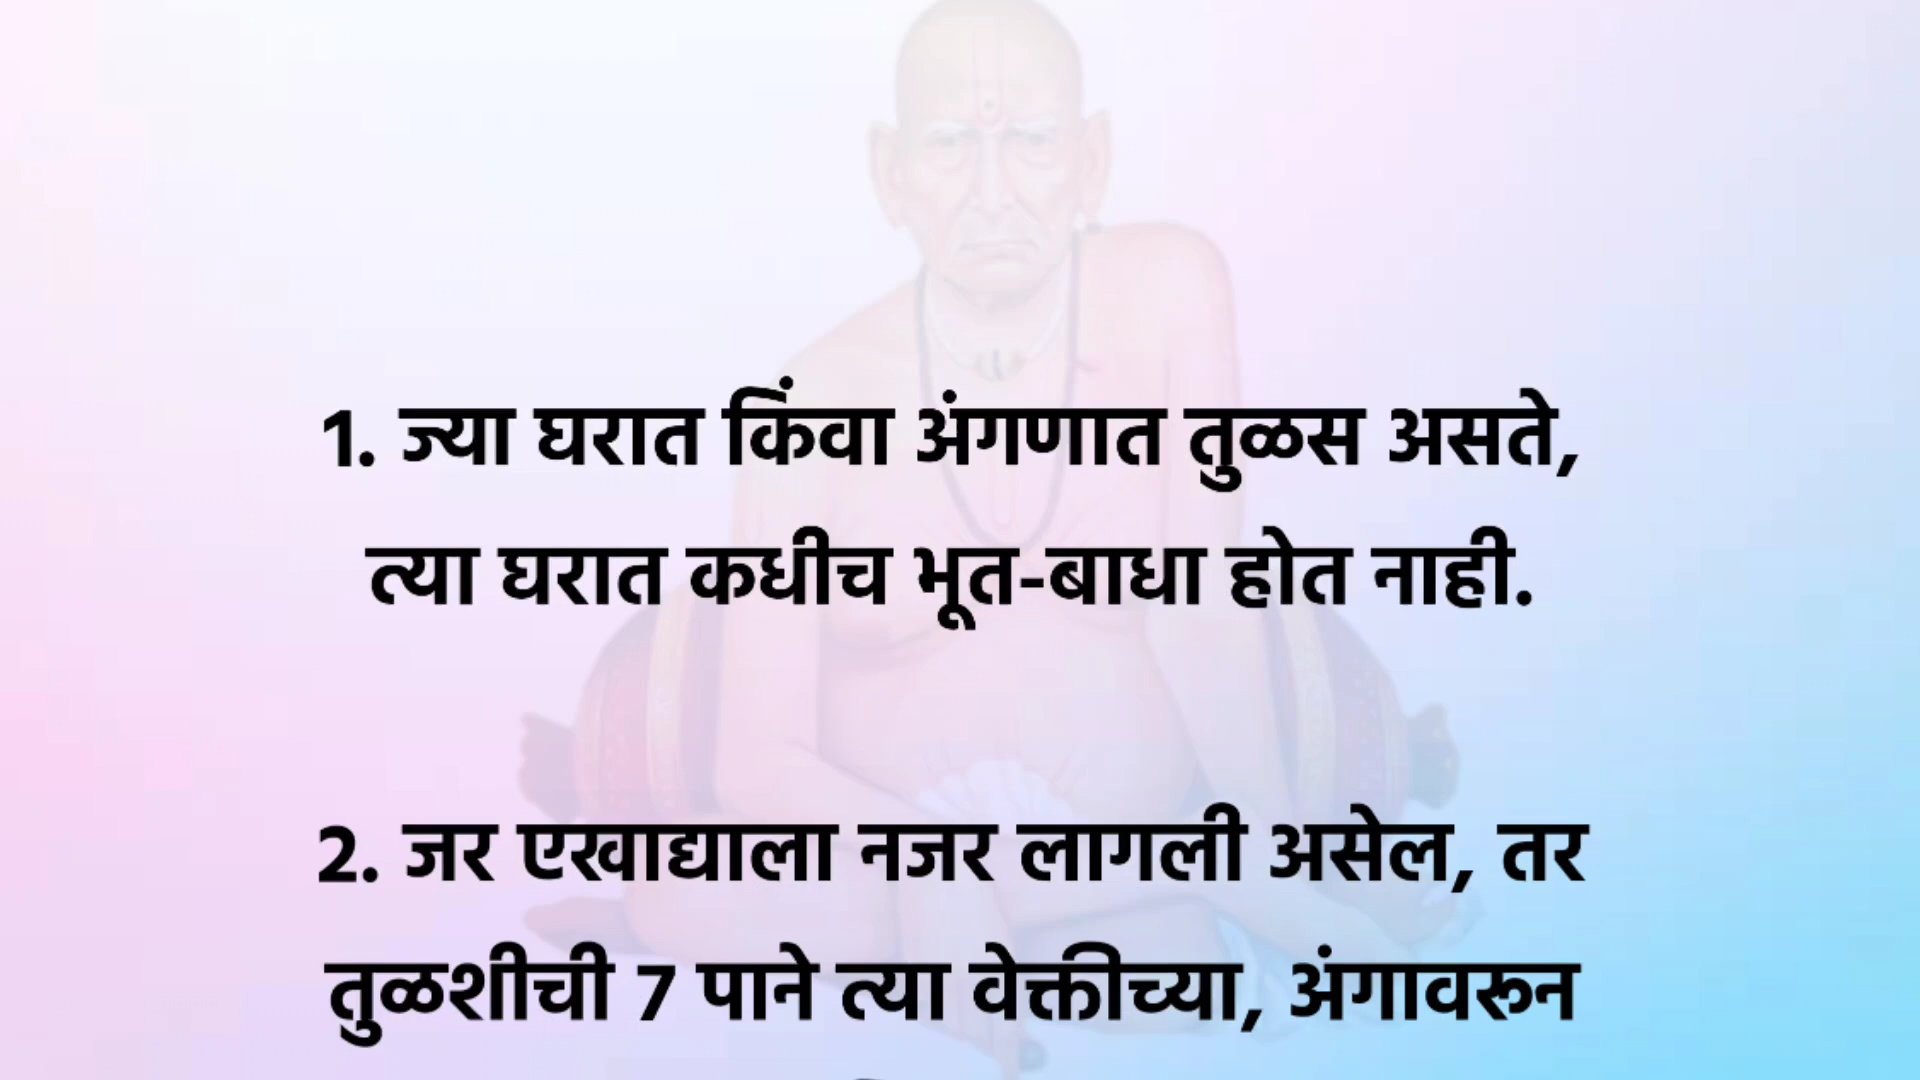 1. ज्या घरात किंवा अंगणात तुळस असते,
त्या घरात कधीच भूत-बाधा होत नाही.
2. जर एखाद्याला नजर लागली असेल, तर
तुळशीची 7 पाने त्या वेक्तीच्या, अंगावरून